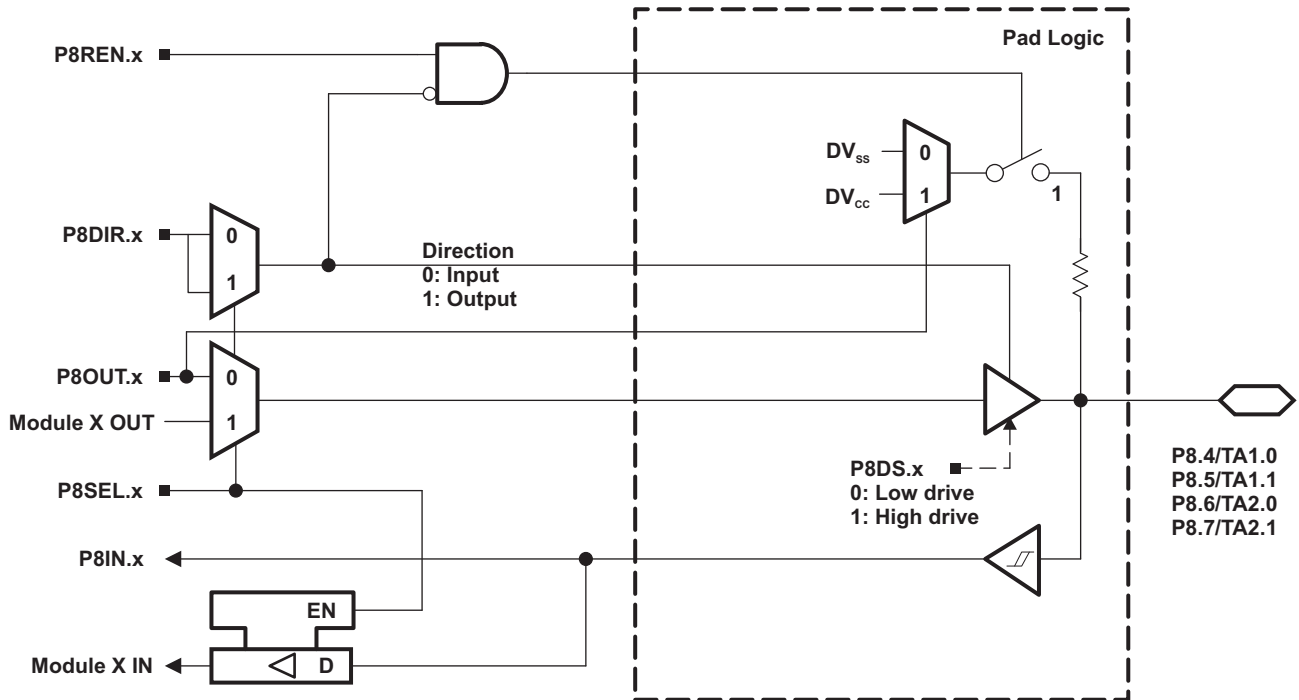 Pad Logic
P8REN.x
DVss
0
DVcc
1
1
P8DIR.x
0
1
Direction
0: Input
1: Output
P8OUT.x
0
Module X OUT
1
P8DS.x
0: Low drive
1: High drive
P8.4/TA1.0
P8.5/TA1.1
P8.6/TA2.0
P8.7/TA2.1
P8SEL.x
P8IN.x
EN
Module X IN
D